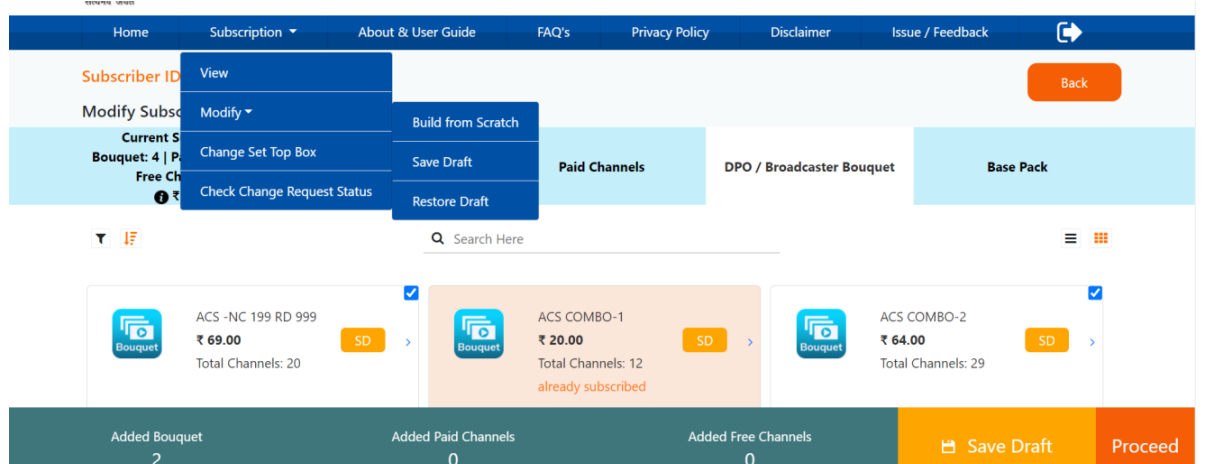 Home Subscription About & User Guide FAQ's Privacy Policy Disclaimer Issue / Feedback
Subscriber ID
Back
View
Modify
Change Set Top Box
Check Change Request Status
Build from Scratch
Save Draft
Restore Draft
Modify Subsc
Current S
Bouquet: 4 | P
Free Ch
₹
Paid Channels
DPO / Broadcaster Bouquet
Base Pack
Search Here
ACS -NC 199 RD 999
₹ 69.00
Total Channels: 20
SD
Bouquet
ACS COMBO-1
₹ 20.00
Total Channels: 12
already subscribed
SD
Bouquet
ACS COMBO-2
₹ 64.00
Total Channels: 29
SD
Bouquet
Added Bouquet
2
Added Paid Channels
0
Added Free Channels
0
Save Draft
Proceed